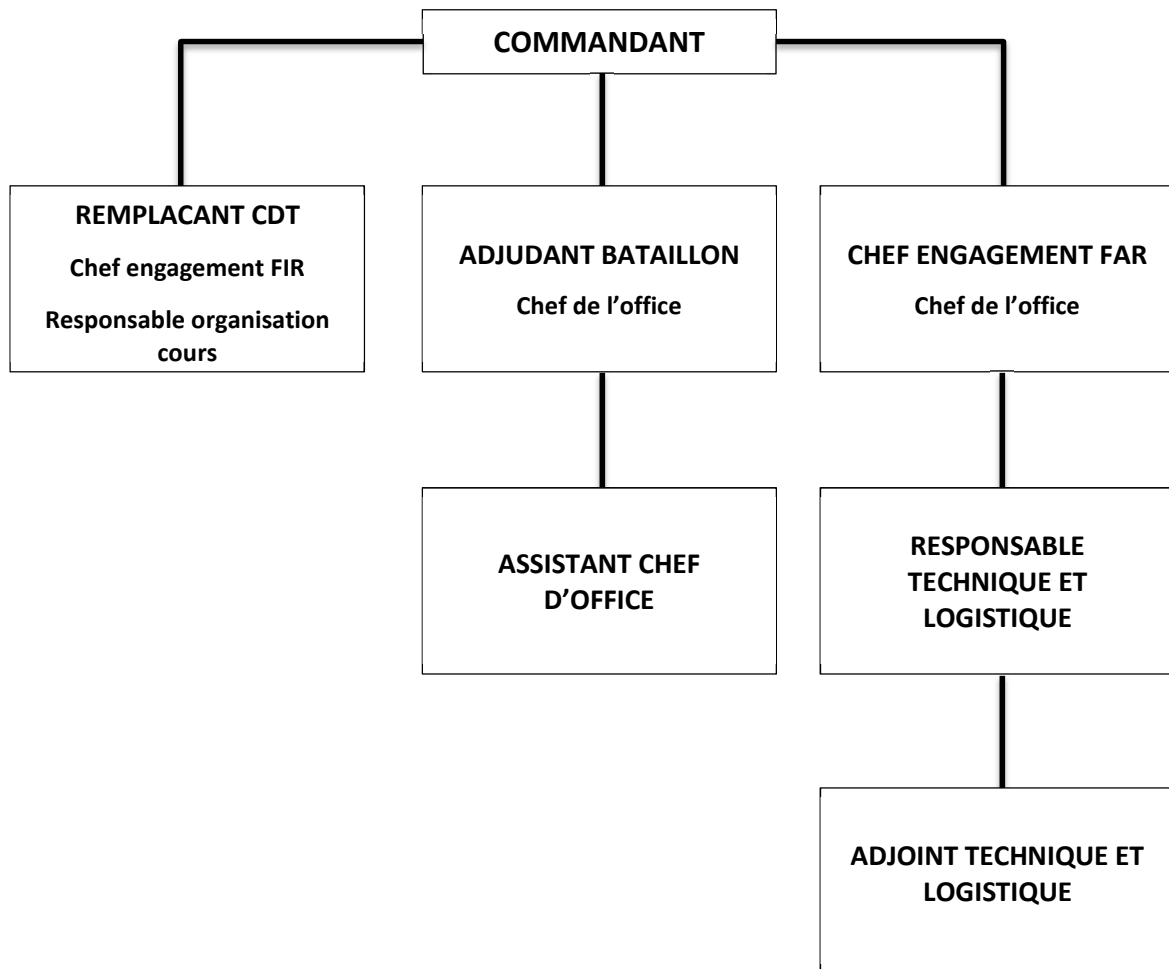 COMMANDANT
REMPLACANT CDT
Chef engagement FIR
Responsable organisation
cours
ADJUDANT BATAILLON
Chef de l’office
CHEF ENGAGEMENT FAR
Chef de l’office
ASSISTANT CHEF
D’OFFICE
RESPONSABLE
TECHNIQUE ET
LOGISTIQUE
ADJOINT TECHNIQUE ET
LOGISTIQUE